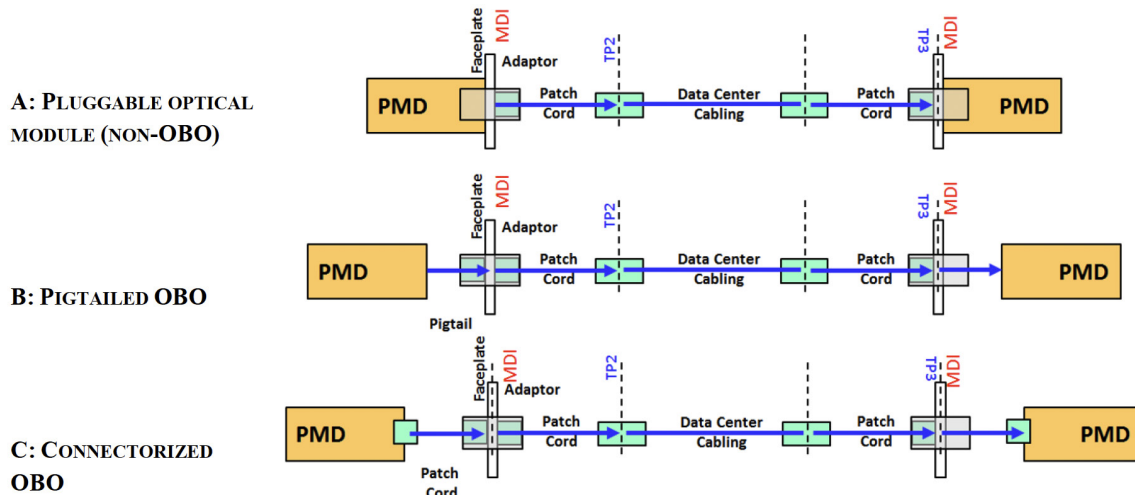 Faceplate
MDI
Adaptor
TP2
TP3
MDI
A: PLUGGABLE OPTICAL
MODULE (NON-OBO)
PMD
Patch
Cord
Data Center
Cabling
Patch
Cord
PMD
Faceplate
MDI
Adaptor
TP2
TP3
MDI
B: PIGTAILED OBO
PMD
Pigtail
Patch
Cord
Data Center
Cabling
Patch
Cord
PMD
Faceplate
MDI
Adaptor
TP2
TP3
MDI
C: CONNECTORIZED
OBO
PMD
Patch
Cord
Patch
Cord
Data Center
Cabling
Patch
Cord
PMD